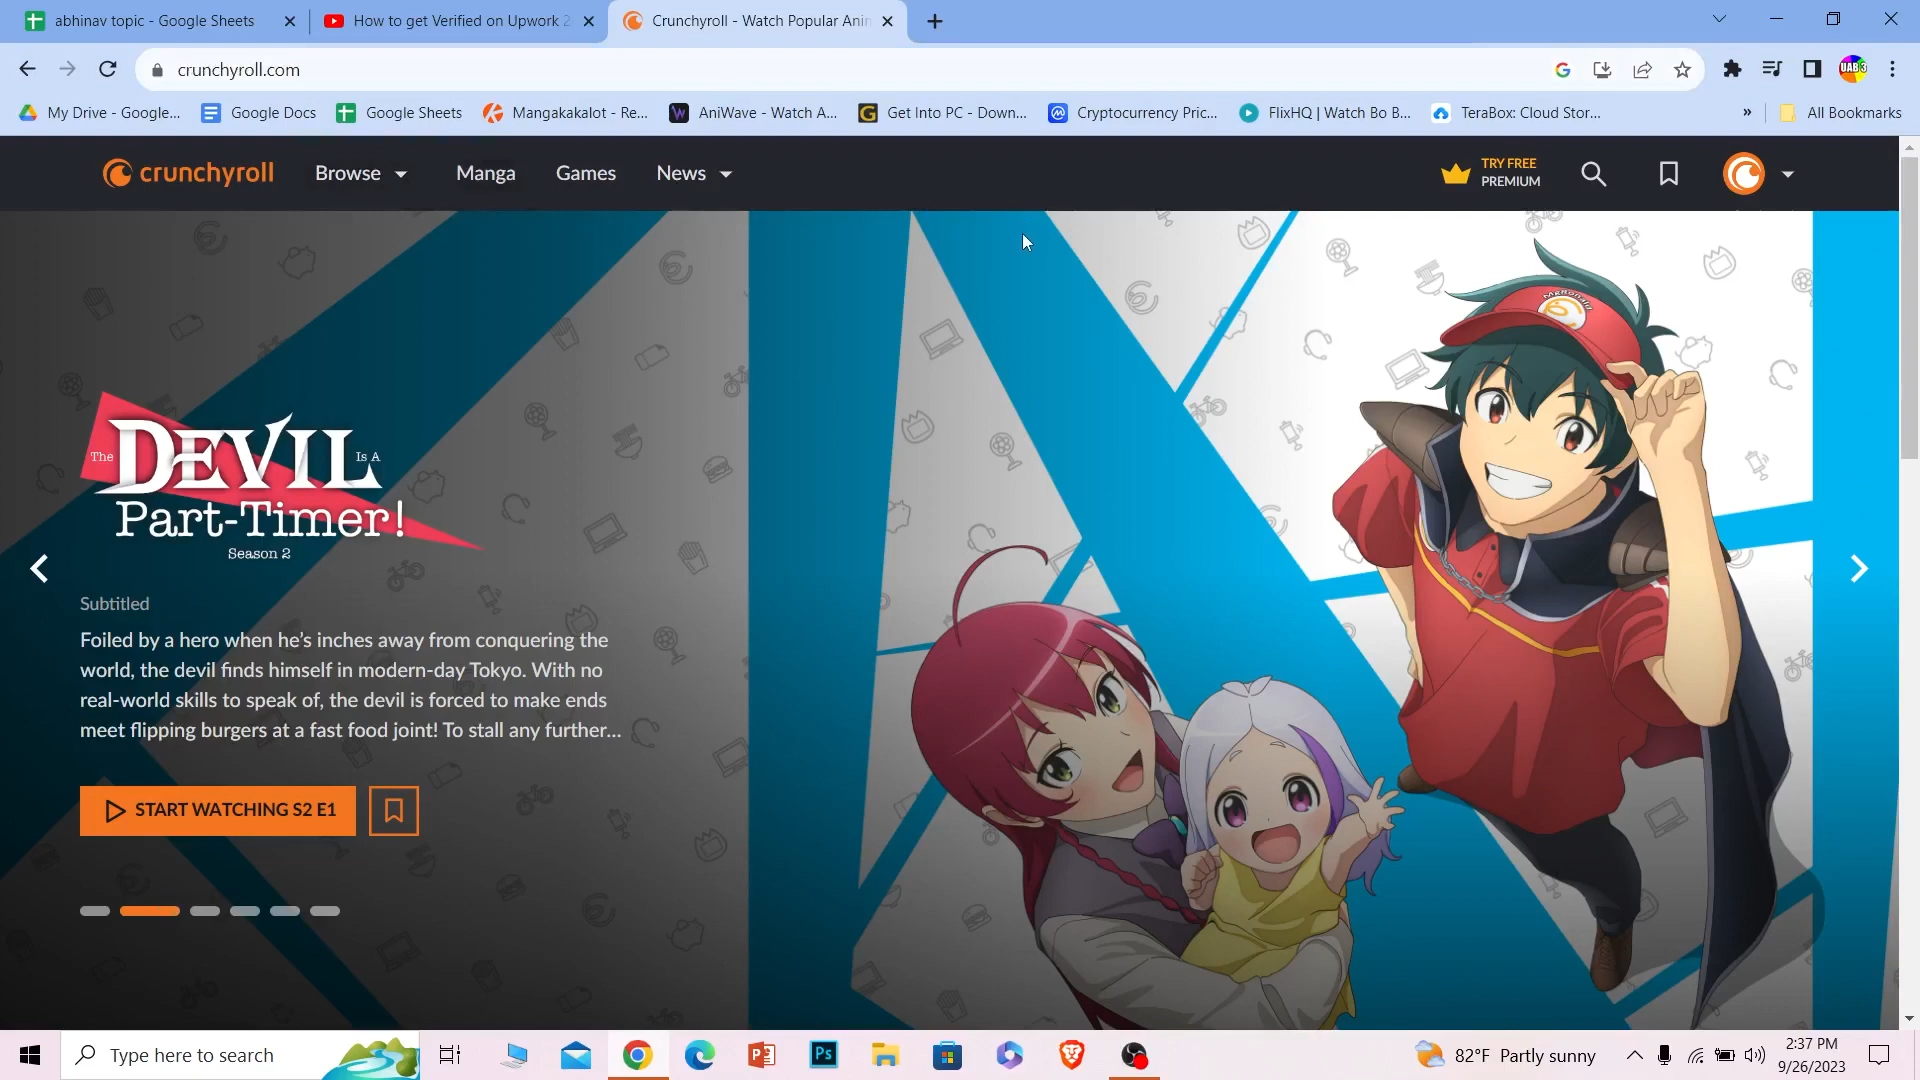 abhinav topic - Google Sheets
How to get Verified on Upwork 2
Crunchyroll - Watch Popular Anim
crunchyroll.com
UAB 3
My Drive - Google...
Google Docs
Google Sheets
Mangakakalot - Re...
AniWave - Watch A...
Get Into PC - Down...
Cryptocurrency Pric...
FlixHQ | Watch Bo B...
TeraBox: Cloud Stor...
»
All Bookmarks
crunchyroll
Browse
Manga
Games
News
TRY FREE
PREMIUM
MgRonald
The DEVIL Is A
Part-Timer!
Season 2
Subtitled
Foiled by a hero when he's inches away from conquering the
world, the devil finds himself in modern-day Tokyo. With no
real-world skills to speak of, the devil is forced to make ends
meet flipping burgers at a fast food joint! To stall any further...
START WATCHING S2 E1
Type here to search
Ps
82°F Partly sunny
2:37 PM
9/26/2023